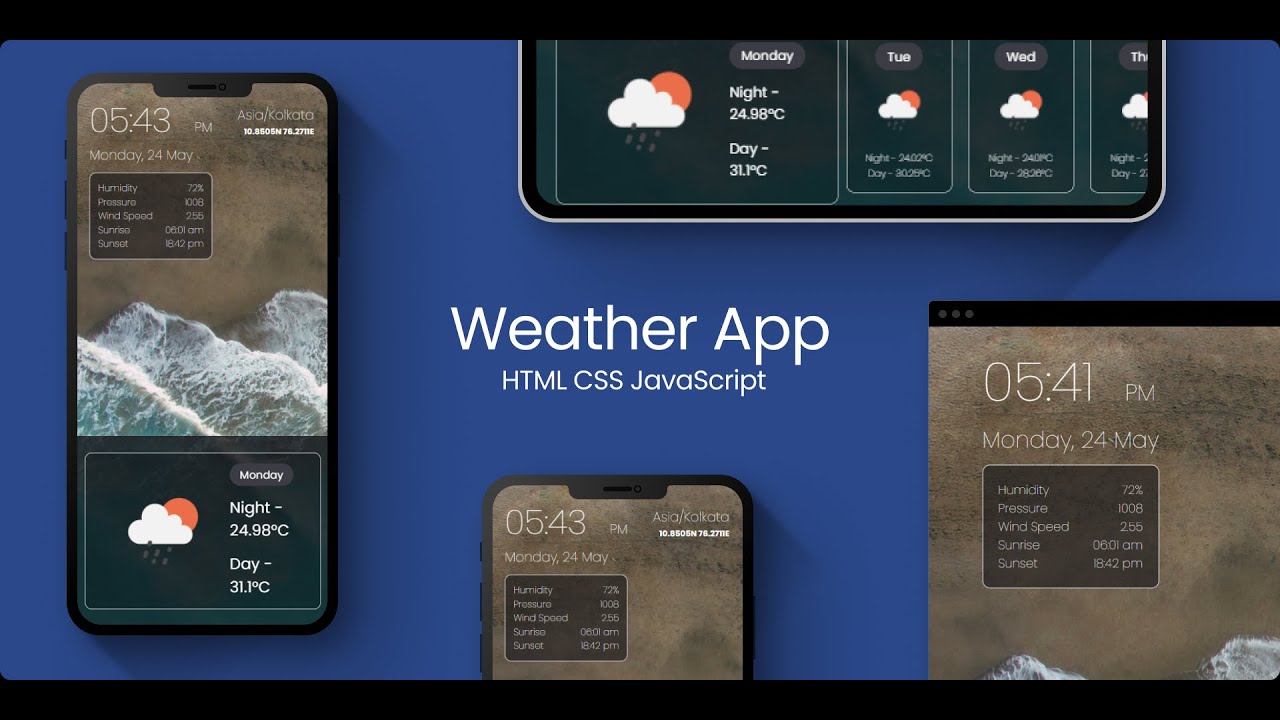 05:43 PM
Asia/Kolkata
10.8505N 76.2711E
Monday, 24 May
Humidity 72%
Pressure 1008
Wind Speed 2.55
Sunrise 06:01 am
Sunset 18:42 pm
Monday
Night -
24.98°C
Day -
31.1°C
Monday
Night -
24.98°C
Day -
31.1°C
Tue
Night - 24.02°C
Day - 30.25°C
Wed
Night - 24.01°C
Day - 28.26°C
Th
Night - 2
Day - 27
Weather App
HTML CSS JavaScript
05:43 PM
Asia/Kolkata
10.8505N 76.2711E
Monday, 24 May
Humidity 72%
Pressure 1008
Wind Speed 2.55
Sunrise 06:01 am
Sunset 18:42 pm
05:41 PM
Monday, 24 May
Humidity 72%
Pressure 1008
Wind Speed 2.55
Sunrise 06:01 am
Sunset 18:42 pm